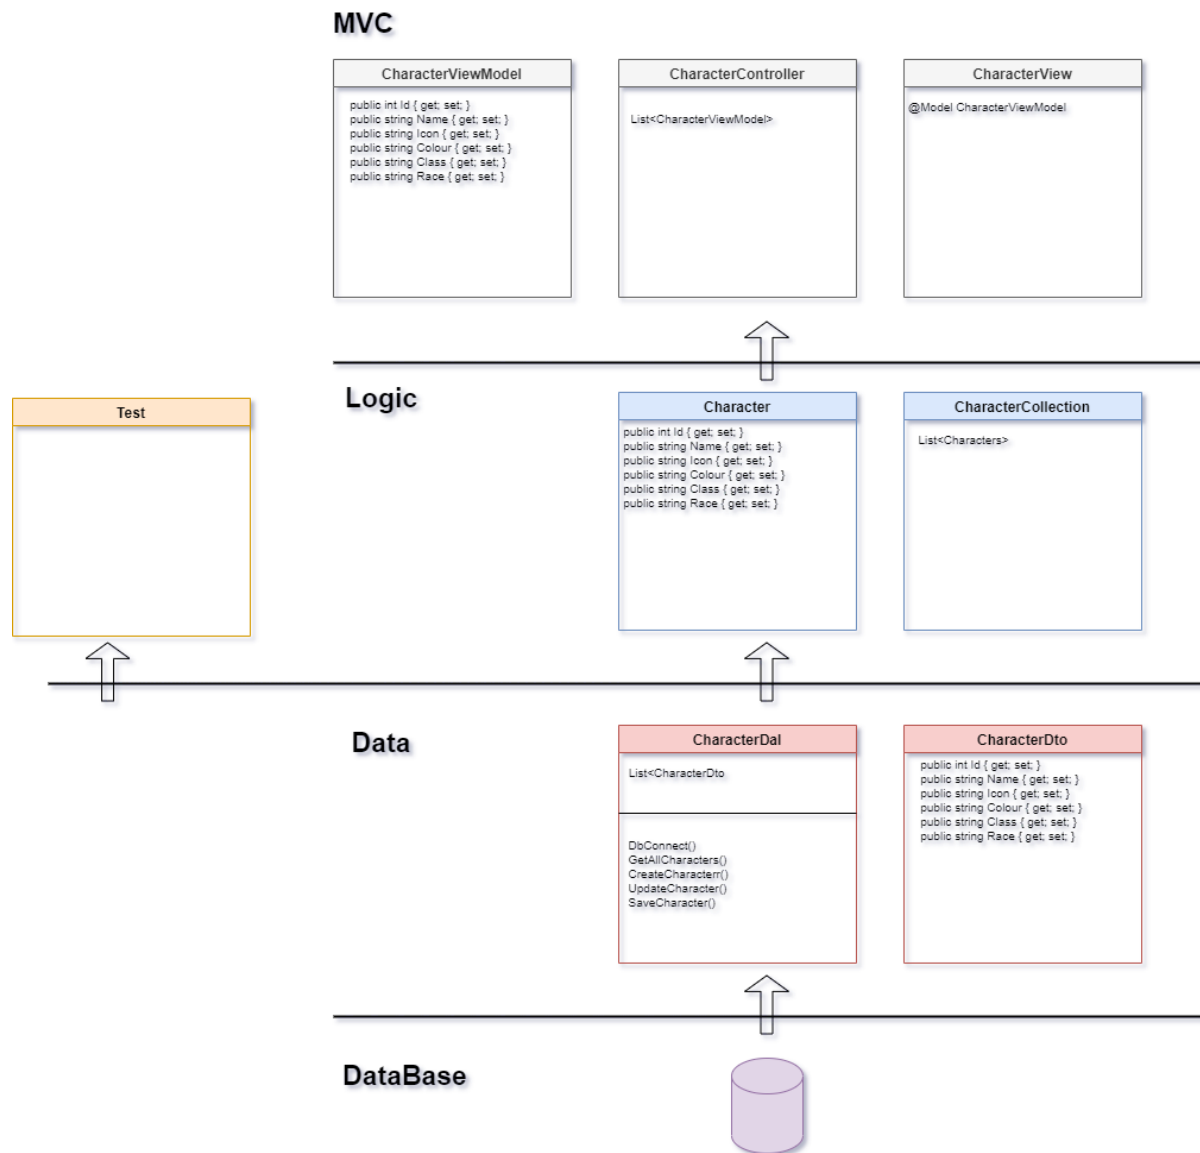 MVC
CharacterViewModel
public int Id { get; set; }
public string Name { get; set; }
public string Icon { get; set; }
public string Colour { get; set; }
public string Class { get; set; }
public string Race { get; set; }
CharacterController
List<CharacterViewModel>
CharacterView
@Model CharacterViewModel
Logic
Test
Character
public int Id { get; set; }
public string Name { get; set; }
public string Icon { get; set; }
public string Colour { get; set; }
public string Class { get; set; }
public string Race { get; set; }
CharacterCollection
List<Characters>
Data
CharacterDal
List<CharacterDto
DbConnect()
GetAllCharacters()
CreateCharacterr()
UpdateCharacter()
SaveCharacter()
CharacterDto
public int Id { get; set; }
public string Name { get; set; }
public string Icon { get; set; }
public string Colour { get; set; }
public string Class { get; set; }
public string Race { get; set; }
DataBase